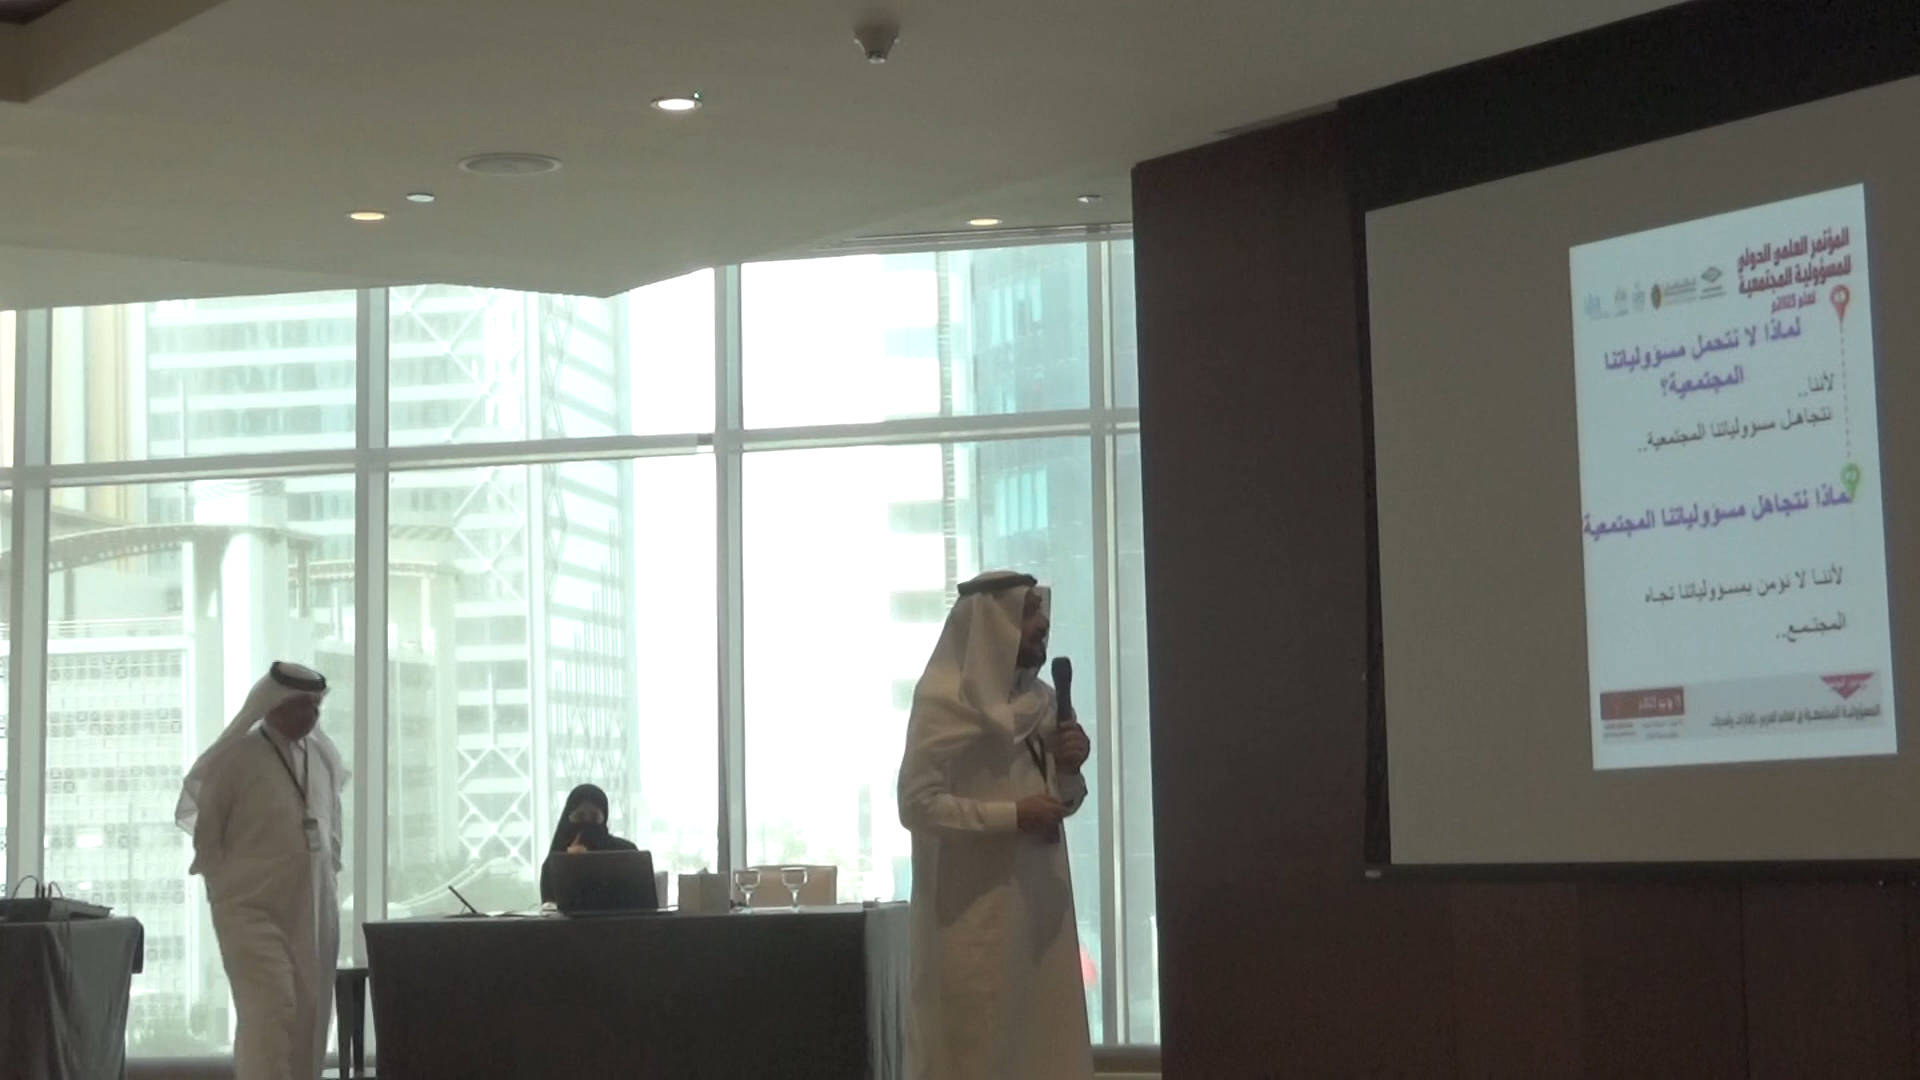 المؤتمر العلمي الدولي
للمسؤولية المجتمعية
لماذا لا نتحمل مسؤولياتنا
المجتمعية؟
لأننا..
نتجاهل مسؤولياتنا المجتمعية..
لماذا نتجاهل مسؤولياتنا المجتمعية
لأننا لا نؤمن بمسؤولياتنا تجاه
المجتمع..